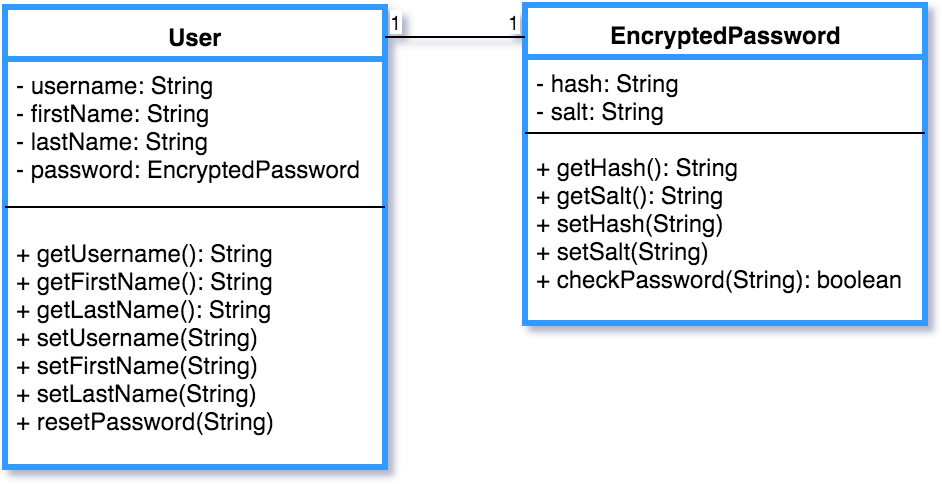 User
- username: String
- firstName: String
- lastName: String
- password: EncryptedPassword
+ getUsername(): String
+ getFirstName(): String
+ getLastName(): String
+ setUsername(String)
+ setFirstName(String)
+ setLastName(String)
+ resetPassword(String)
1
1
EncryptedPassword
- hash: String
- salt: String
+ getHash(): String
+ getSalt(): String
+ setHash(String)
+ setSalt(String)
+ checkPassword(String): boolean